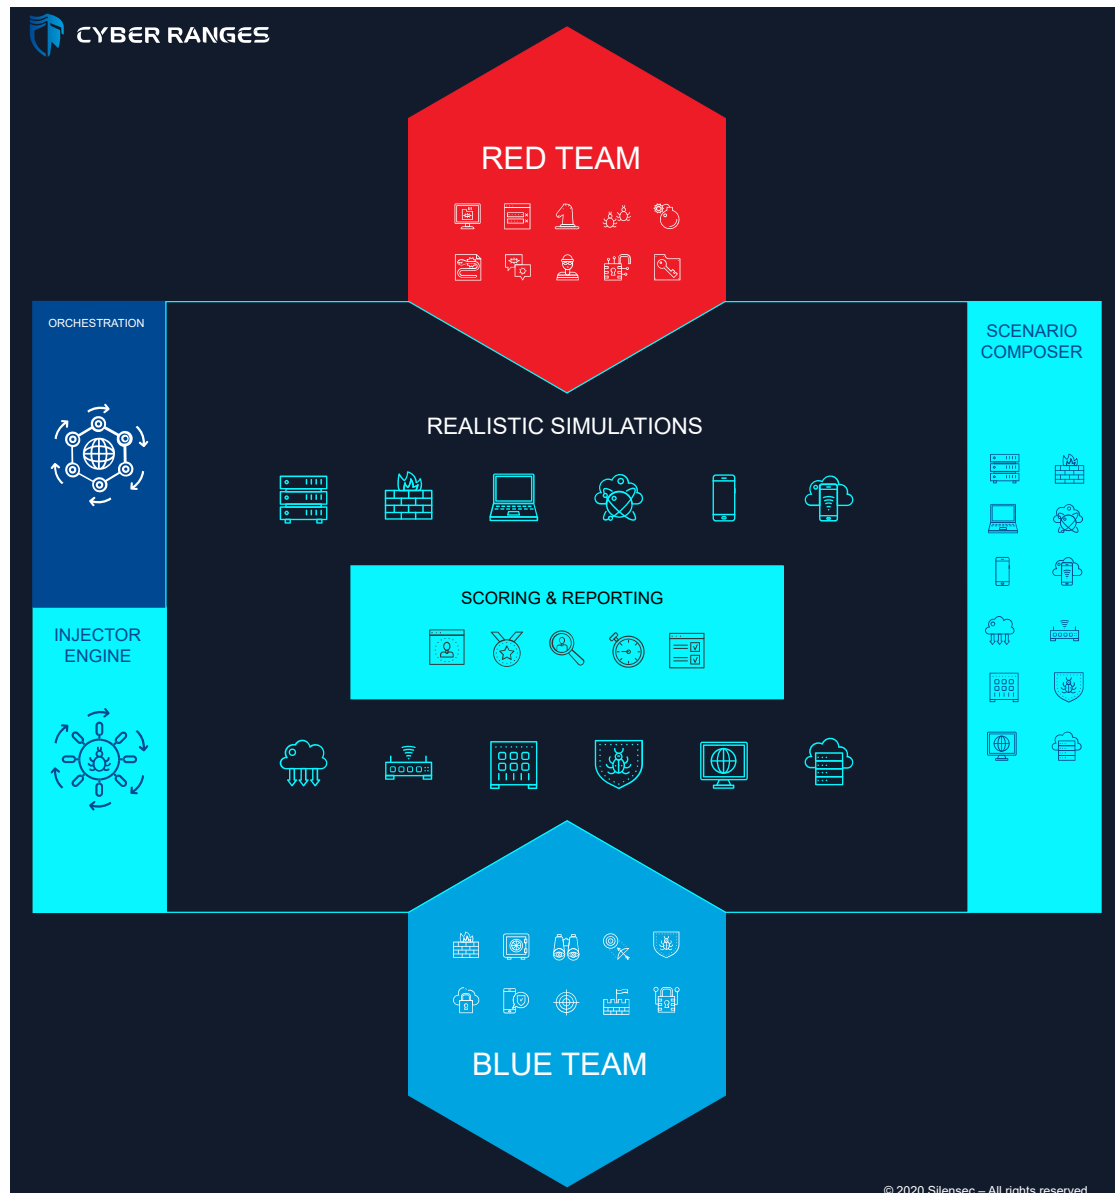 CYBER RANGES
RED TEAM
ORCHESTRATION
SCENARIO
COMPOSER
REALISTIC SIMULATIONS
SCORING & REPORTING
INJECTOR
ENGINE
BLUE TEAM
© 2020 Silensec – All rights reserved